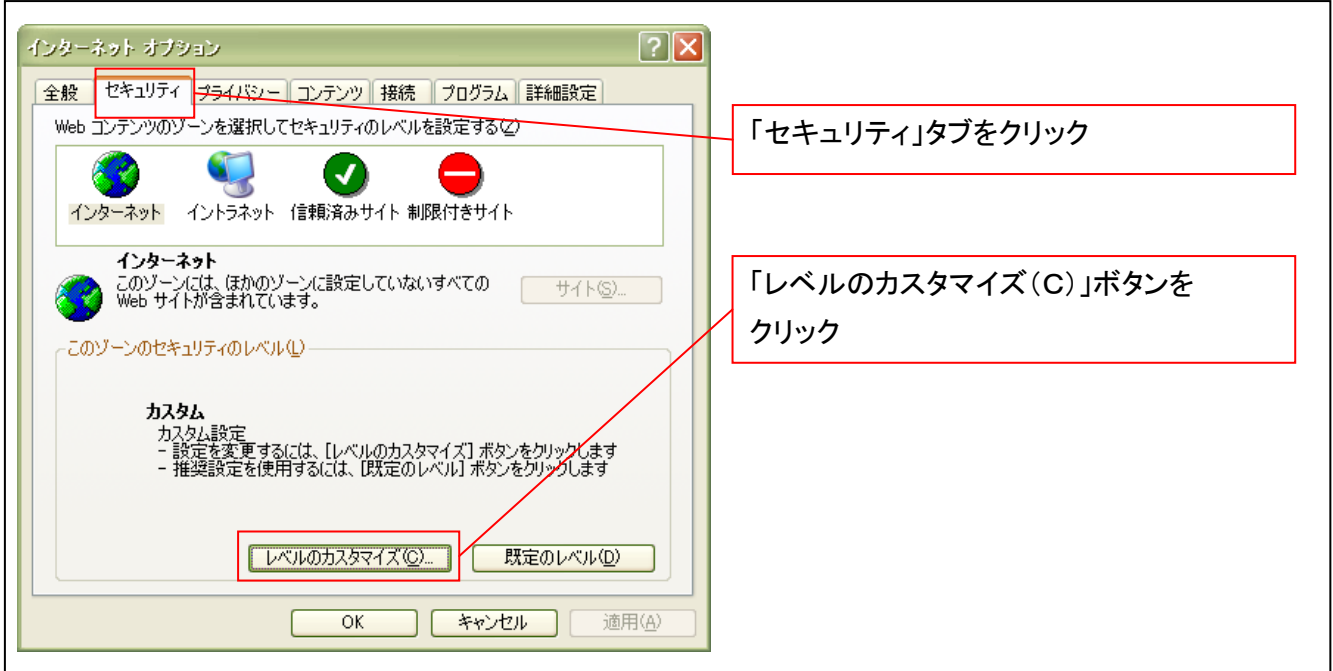 インターネット オプション
全般 セキュリティ プライバシー コンテンツ 接続 プログラム 詳細設定
Web コンテンツのゾーンを選択してセキュリティのレベルを設定する(Z)
インターネット イントラネット 信頼済みサイト 制限付きサイト
インターネット
このゾーンには、ほかのゾーンに設定していないすべての
Web サイトが含まれています。
サイト(S)...
このゾーンのセキュリティのレベル(L)
カスタム
カスタム設定
- 設定を変更するには、[レベルのカスタマイズ] ボタンをクリックします
- 推奨設定を使用するには、[既定のレベル] ボタンをクリックします
レベルのカスタマイズ(C)... 既定のレベル(D)
OK キャンセル 適用(A)
「セキュリティ」タブをクリック
「レベルのカスタマイズ(C)」ボタンを
クリック